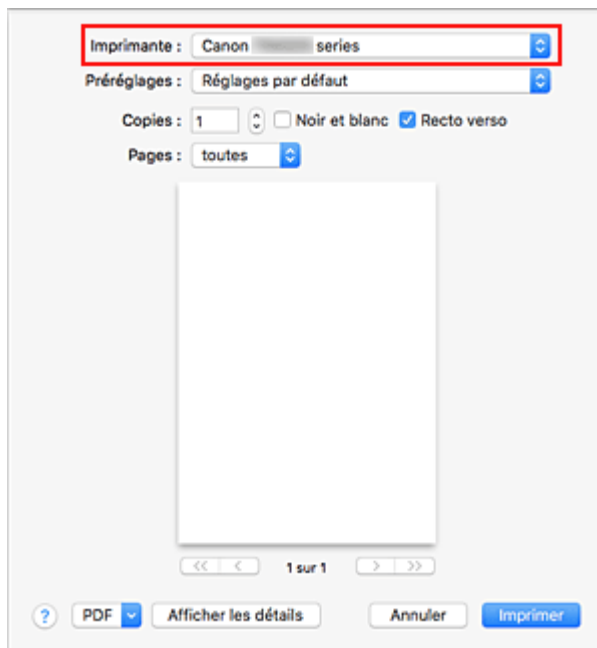 Imprimante : Canon series
Préréglages : Réglages par défaut
Copies : 1 Noir et blanc Recto verso
Pages : toutes
<< < 1 sur 1 > >>
? PDF Afficher les détails Annuler Imprimer